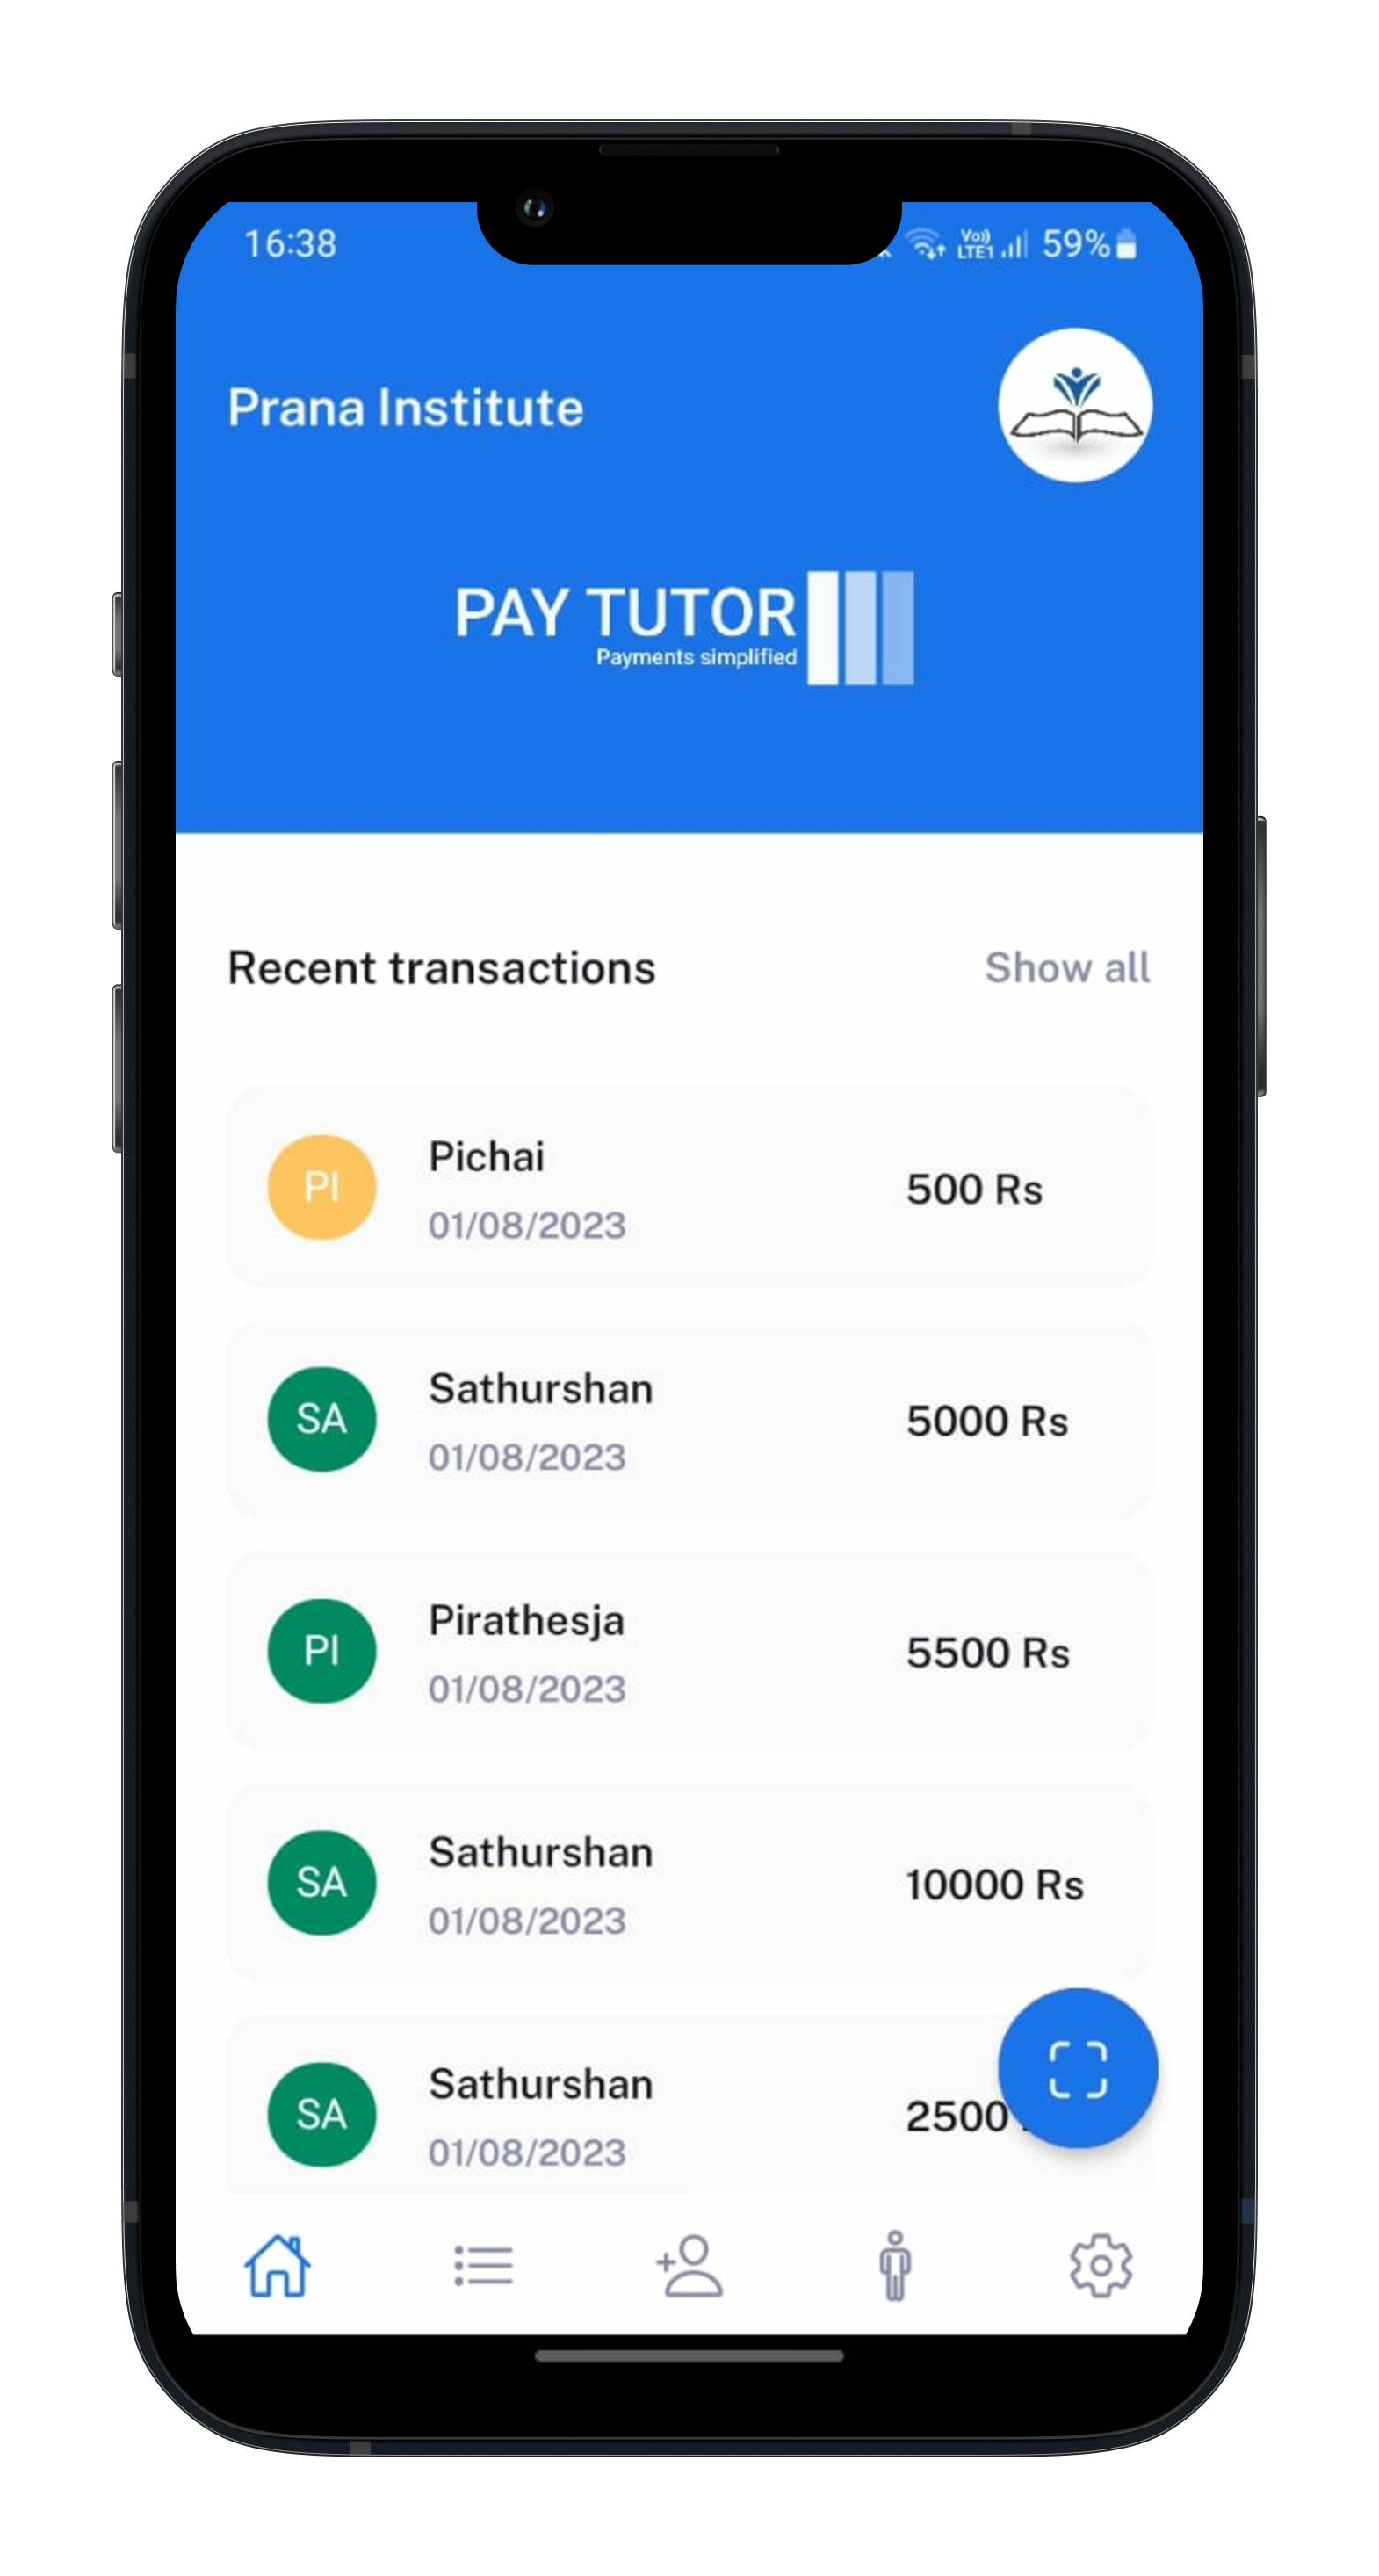 16:38
Vo)) LTE1 59%
Prana Institute
PAY TUTOR
Payments simplified
Recent transactions
Show all
PI
Pichai
500 Rs
01/08/2023
SA
Sathurshan
5000 Rs
01/08/2023
PI
Pirathesja
5500 Rs
01/08/2023
SA
Sathurshan
10000 Rs
01/08/2023
SA
Sathurshan
2500
01/08/2023